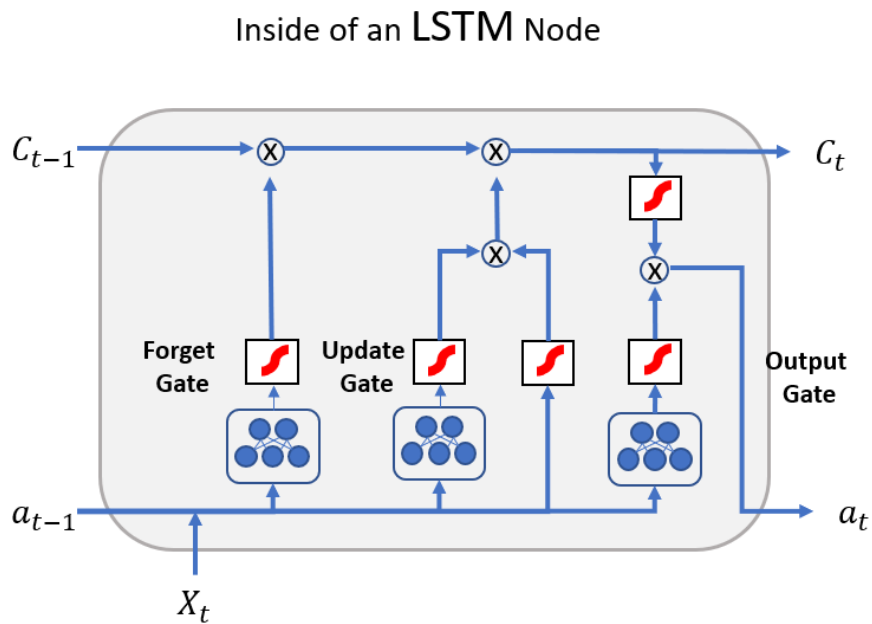 Inside of an LSTM Node
C_{t-1}
X
X
C_t
X
X
Forget
Gate
Update
Gate
Output
Gate
a_{t-1}
a_t
X_t